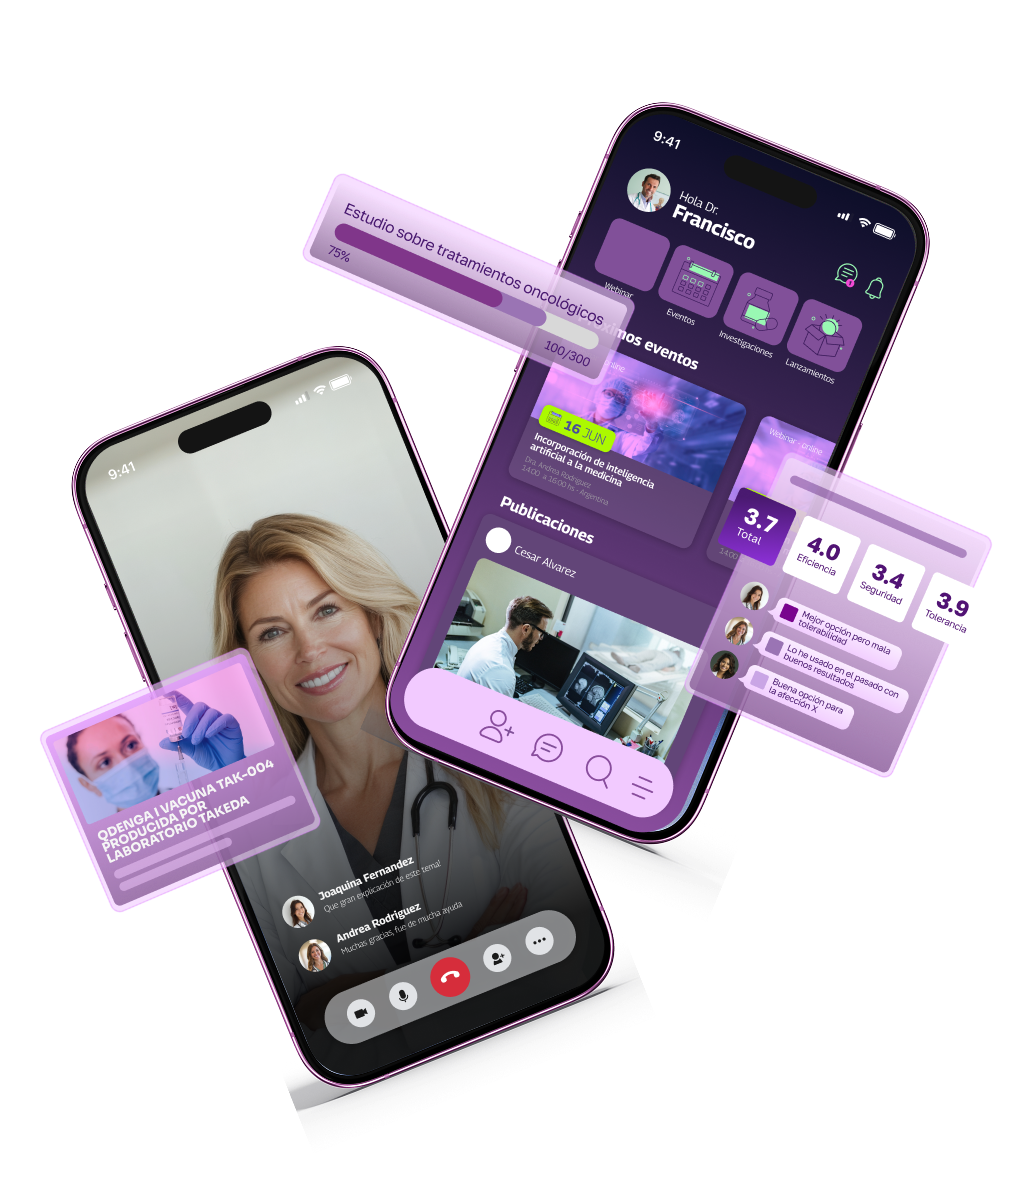 9:41
Hola Dr.
Francisco
Webinar
Eventos
Investigaciones
Lanzamientos
Estudio sobre tratamientos oncológicos
75%
100/300
ximos eventos
online
16 JUN
Incorporación de inteligencia
artificial a la medicina
Dra. Andrea Rodriguez
14:00 a 16:00 hs - Argentina
Webinar - online
14:00
Publicaciones
Cesar Alvarez
3.7
Total
4.0
Eficiencia
3.4
Seguridad
3.9
Tolerancia
Mejor opción pero mala
tolerabilidad
Lo he usado en el pasado con
buenos resultados
Buena opción para
la afección X
9:41
QDENGA I VACUNA TAK-004
PRODUCIDA POR
LABORATORIO TAKEDA
Joaquina Fernandez
Que gran explicación de este tema!
Andrea Rodriguez
Muchas gracias, fue de mucha ayuda